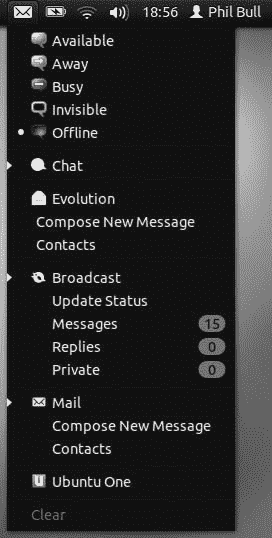 18:56 Phil Bull
Available
Away
Busy
Invisible
Offline
Chat
Evolution
Compose New Message
Contacts
Broadcast
Update Status
Messages 15
Replies 0
Private 0
Mail
Compose New Message
Contacts
Ubuntu One
Clear